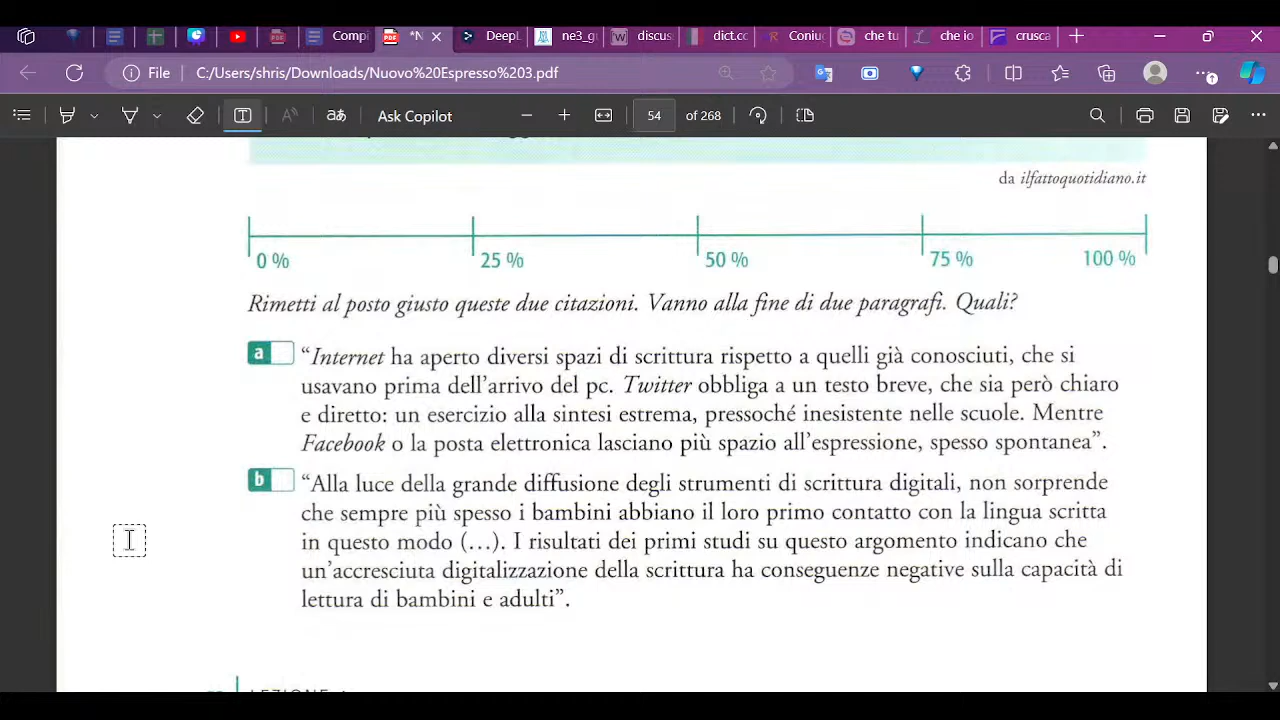 *N
DeepL
ne3_gu
discus
dict.cc
Coniug
che tu
che io
crusca
Compi
File
C:/Users/shris/Downloads/Nuovo%20Espresso%203.pdf
Ask Copilot
54
of 268
da ilfattoquotidiano.it
0 %
25 %
50 %
75 %
100 %
Rimetti al posto giusto queste due citazioni. Vanno alla fine di due paragrafi. Quali?
a
“Internet ha aperto diversi spazi di scrittura rispetto a quelli già conosciuti, che si
usavano prima dell’arrivo del pc. Twitter obbliga a un testo breve, che sia però chiaro
e diretto: un esercizio alla sintesi estrema, pressoché inesistente nelle scuole. Mentre
Facebook o la posta elettronica lasciano più spazio all’espressione, spesso spontanea”.
b
“Alla luce della grande diffusione degli strumenti di scrittura digitali, non sorprende
che sempre più spesso i bambini abbiano il loro primo contatto con la lingua scritta
in questo modo (…). I risultati dei primi studi su questo argomento indicano che
un’accresciuta digitalizzazione della scrittura ha conseguenze negative sulla capacità di
lettura di bambini e adulti”.
LEZIONE